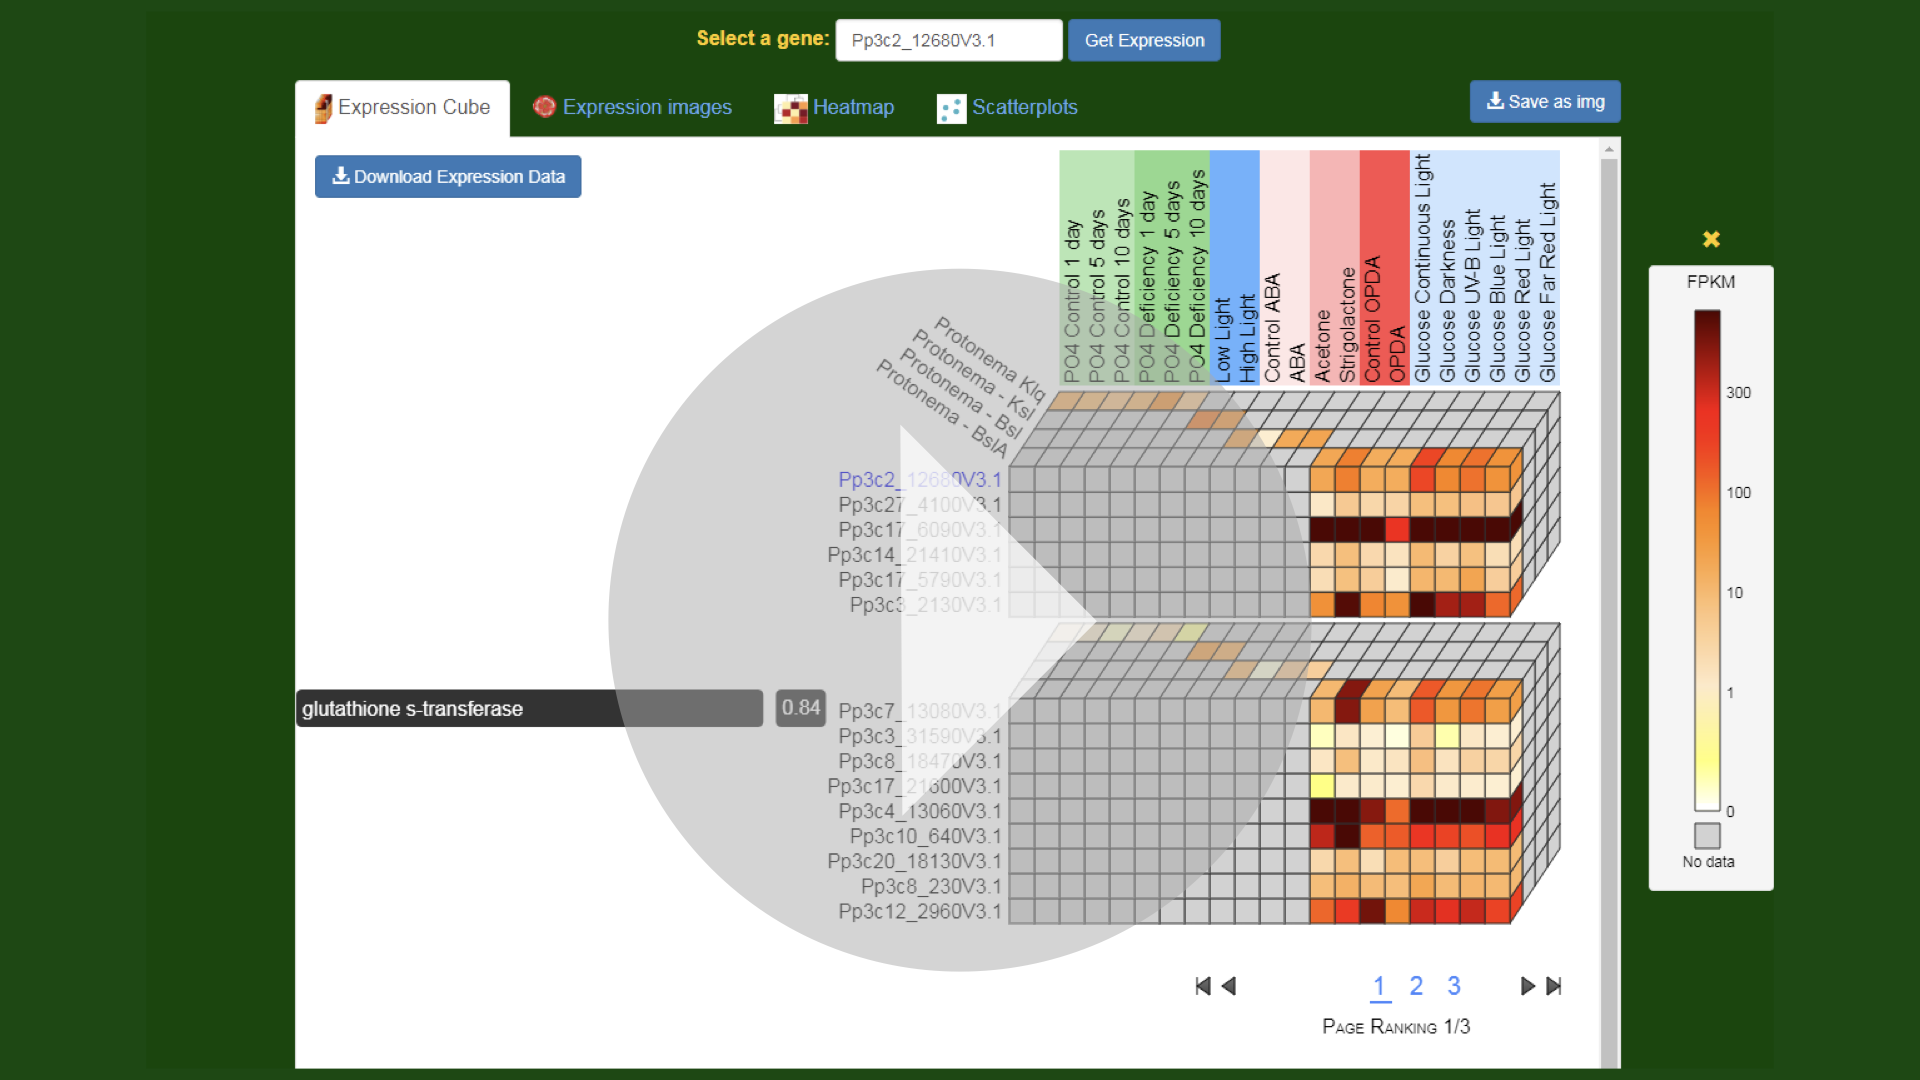 Select a gene: Pp3c2_12680V3.1 Get Expression
Expression Cube Expression images Heatmap Scatterplots Save as img
Download Expression Data
PO4 Control 1 day
PO4 Control 5 days
PO4 Control 10 days
PO4 Deficiency 1 day
PO4 Deficiency 5 days
PO4 Deficiency 10 days
Low Light
High Light
Control ABA
ABA
Acetone
Strigolactone
Control OPDA
OPDA
Glucose Continuous Light
Glucose Darkness
Glucose UV-B Light
Glucose Blue Light
Glucose Red Light
Glucose Far Red Light
Protonema Klq
Protonema - Ksl
Protonema - Bsl
Protonema - BslA
Pp3c2_12680V3.1
Pp3c27_4100V3.1
Pp3c17_6090V3.1
Pp3c14_21410V3.1
Pp3c17_5790V3.1
Pp3c3_2130V3.1
glutathione s-transferase 0.84 Pp3c7_13080V3.1
Pp3c3_31590V3.1
Pp3c8_18470V3.1
Pp3c17_21600V3.1
Pp3c4_13060V3.1
Pp3c10_640V3.1
Pp3c20_18130V3.1
Pp3c8_230V3.1
Pp3c12_2960V3.1
1 2 3
Page Ranking 1/3
FPKM
300
100
10
1
0
No data